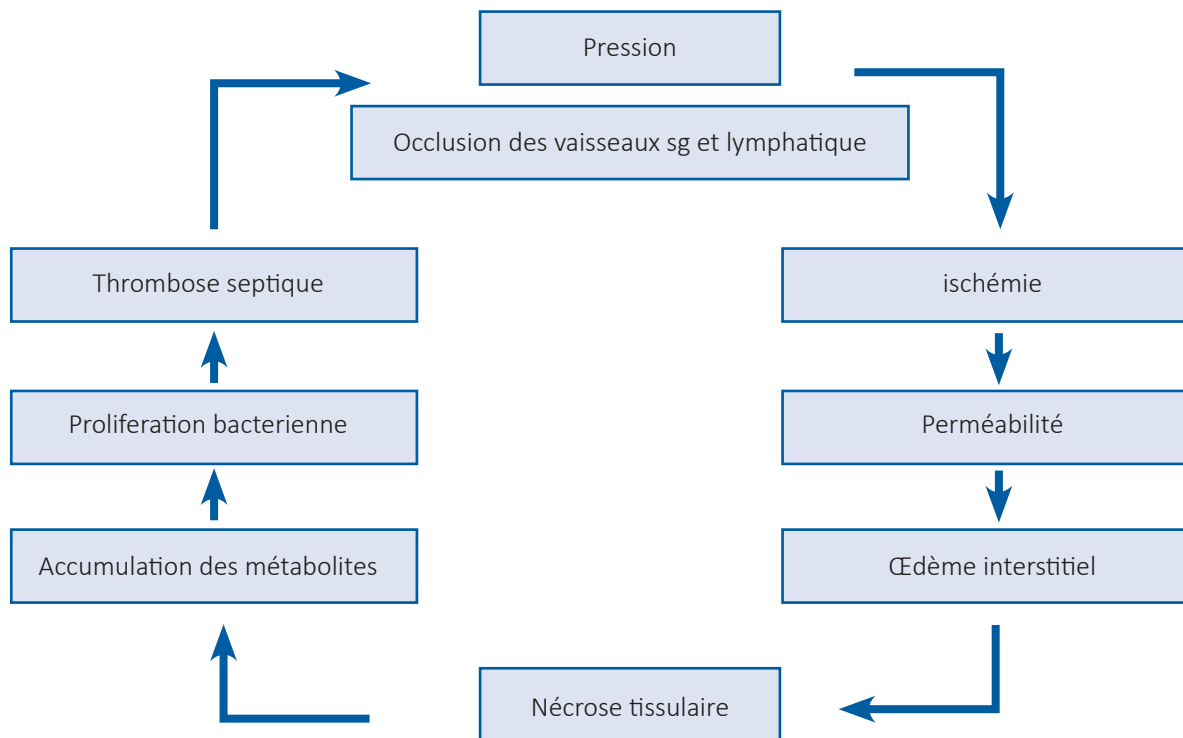 Pression
Occlusion des vaisseaux sg et lymphatique
Thrombose septique
ischémie
Proliferation bacterienne
Perméabilité
Accumulation des métabolites
Œdème interstitiel
Nécrose tissulaire